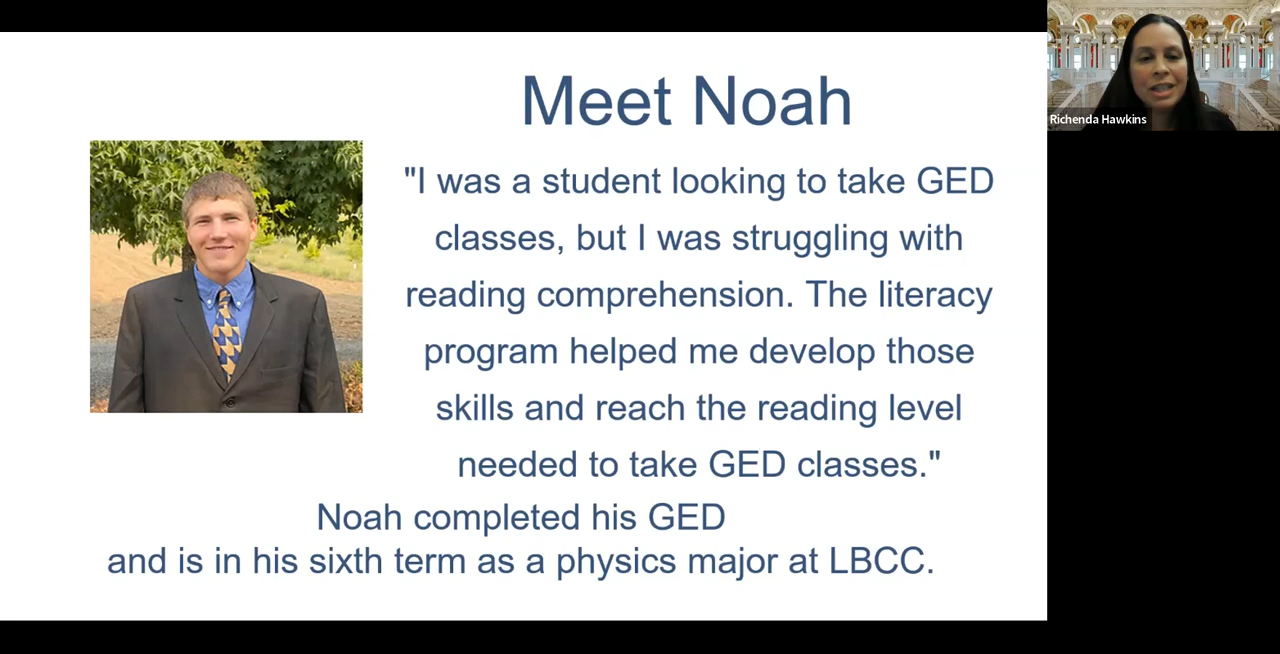 Meet Noah
"I was a student looking to take GED
classes, but I was struggling with
reading comprehension. The literacy
program helped me develop those
skills and reach the reading level
needed to take GED classes."
Noah completed his GED
and is in his sixth term as a physics major at LBCC.
Richenda Hawkins